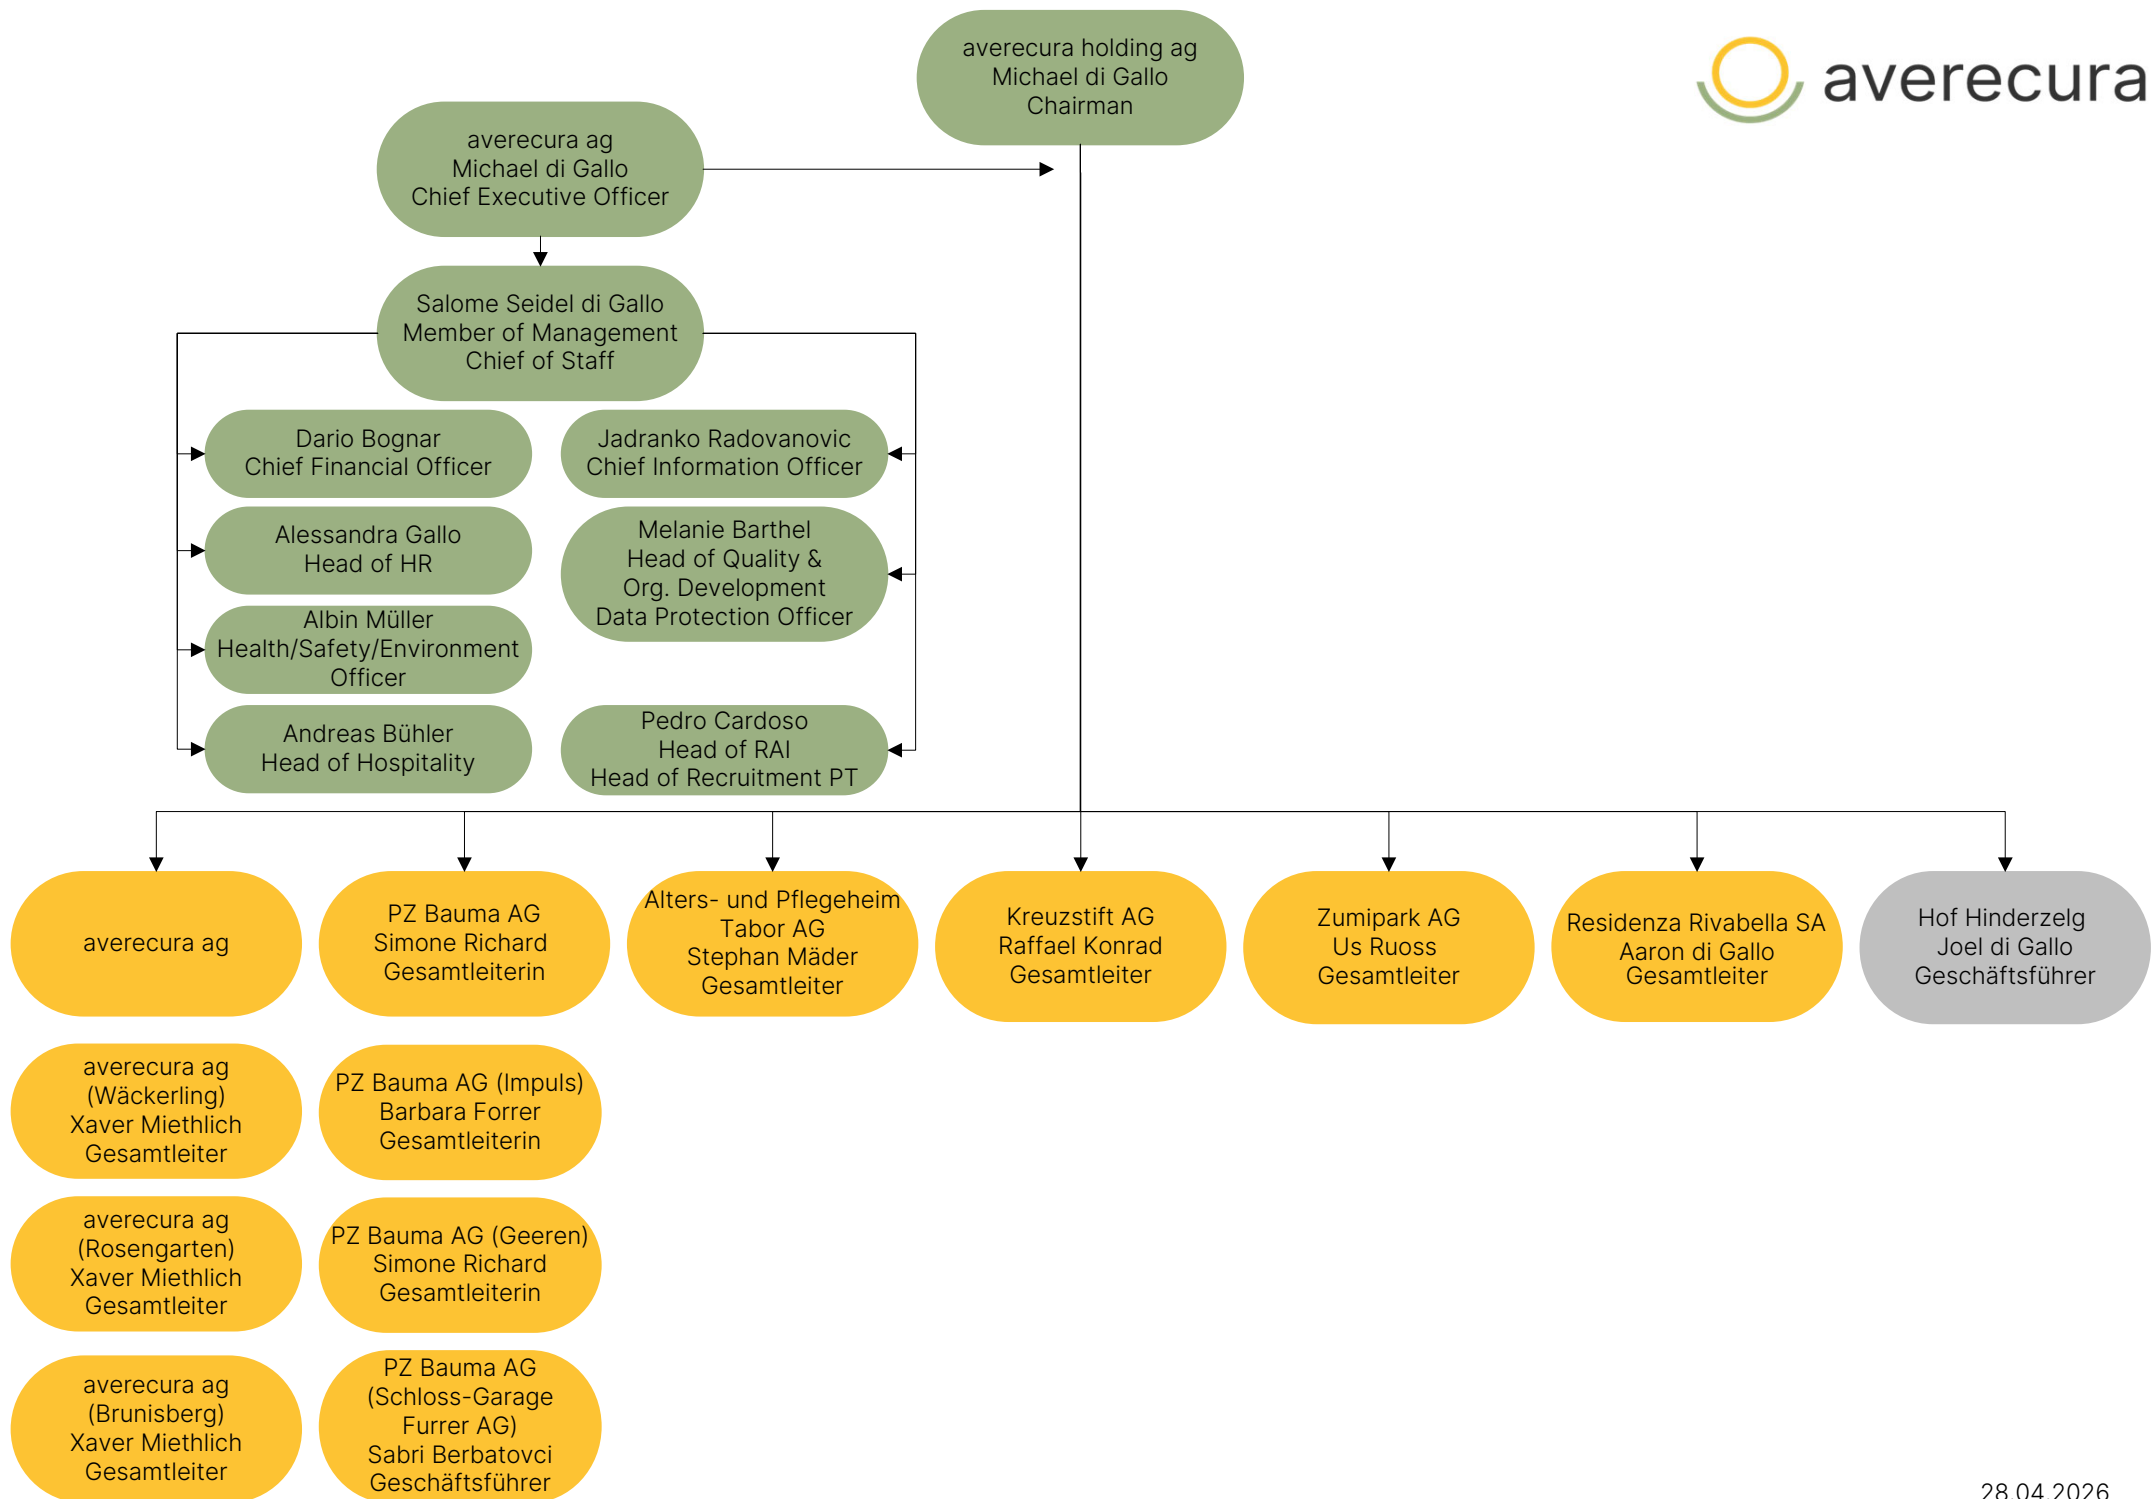 averecura holding ag
Michael di Gallo
Chairman
averecura
averecura ag
Michael di Gallo
Chief Executive Officer
Salome Seidel di Gallo
Member of Management
Chief of Staff
Dario Bognar
Chief Financial Officer
Jadranko Radovanovic
Chief Information Officer
Alessandra Gallo
Head of HR
Melanie Barthel
Head of Quality &
Org. Development
Data Protection Officer
Albin Müller
Health/Safety/Environment
Officer
Andreas Bühler
Head of Hospitality
Pedro Cardoso
Head of RAI
Head of Recruitment PT
averecura ag
PZ Bauma AG
Simone Richard
Gesamtleiterin
Alters- und Pflegeheim
Tabor AG
Stephan Mäder
Gesamtleiter
Kreuzstift AG
Raffael Konrad
Gesamtleiter
Zumipark AG
Us Ruoss
Gesamtleiter
Residenza Rivabella SA
Aaron di Gallo
Gesamtleiter
Hof Hinderzelg
Joel di Gallo
Geschäftsführer
averecura ag
(Wäckerling)
Xaver Miethlich
Gesamtleiter
PZ Bauma AG (Impuls)
Barbara Forrer
Gesamtleiterin
averecura ag
(Rosengarten)
Xaver Miethlich
Gesamtleiter
PZ Bauma AG (Geeren)
Simone Richard
Gesamtleiterin
averecura ag
(Brunisberg)
Xaver Miethlich
Gesamtleiter
PZ Bauma AG
(Schloss-Garage
Furrer AG)
Sabri Berbatovci
Geschäftsführer
28.04.2026